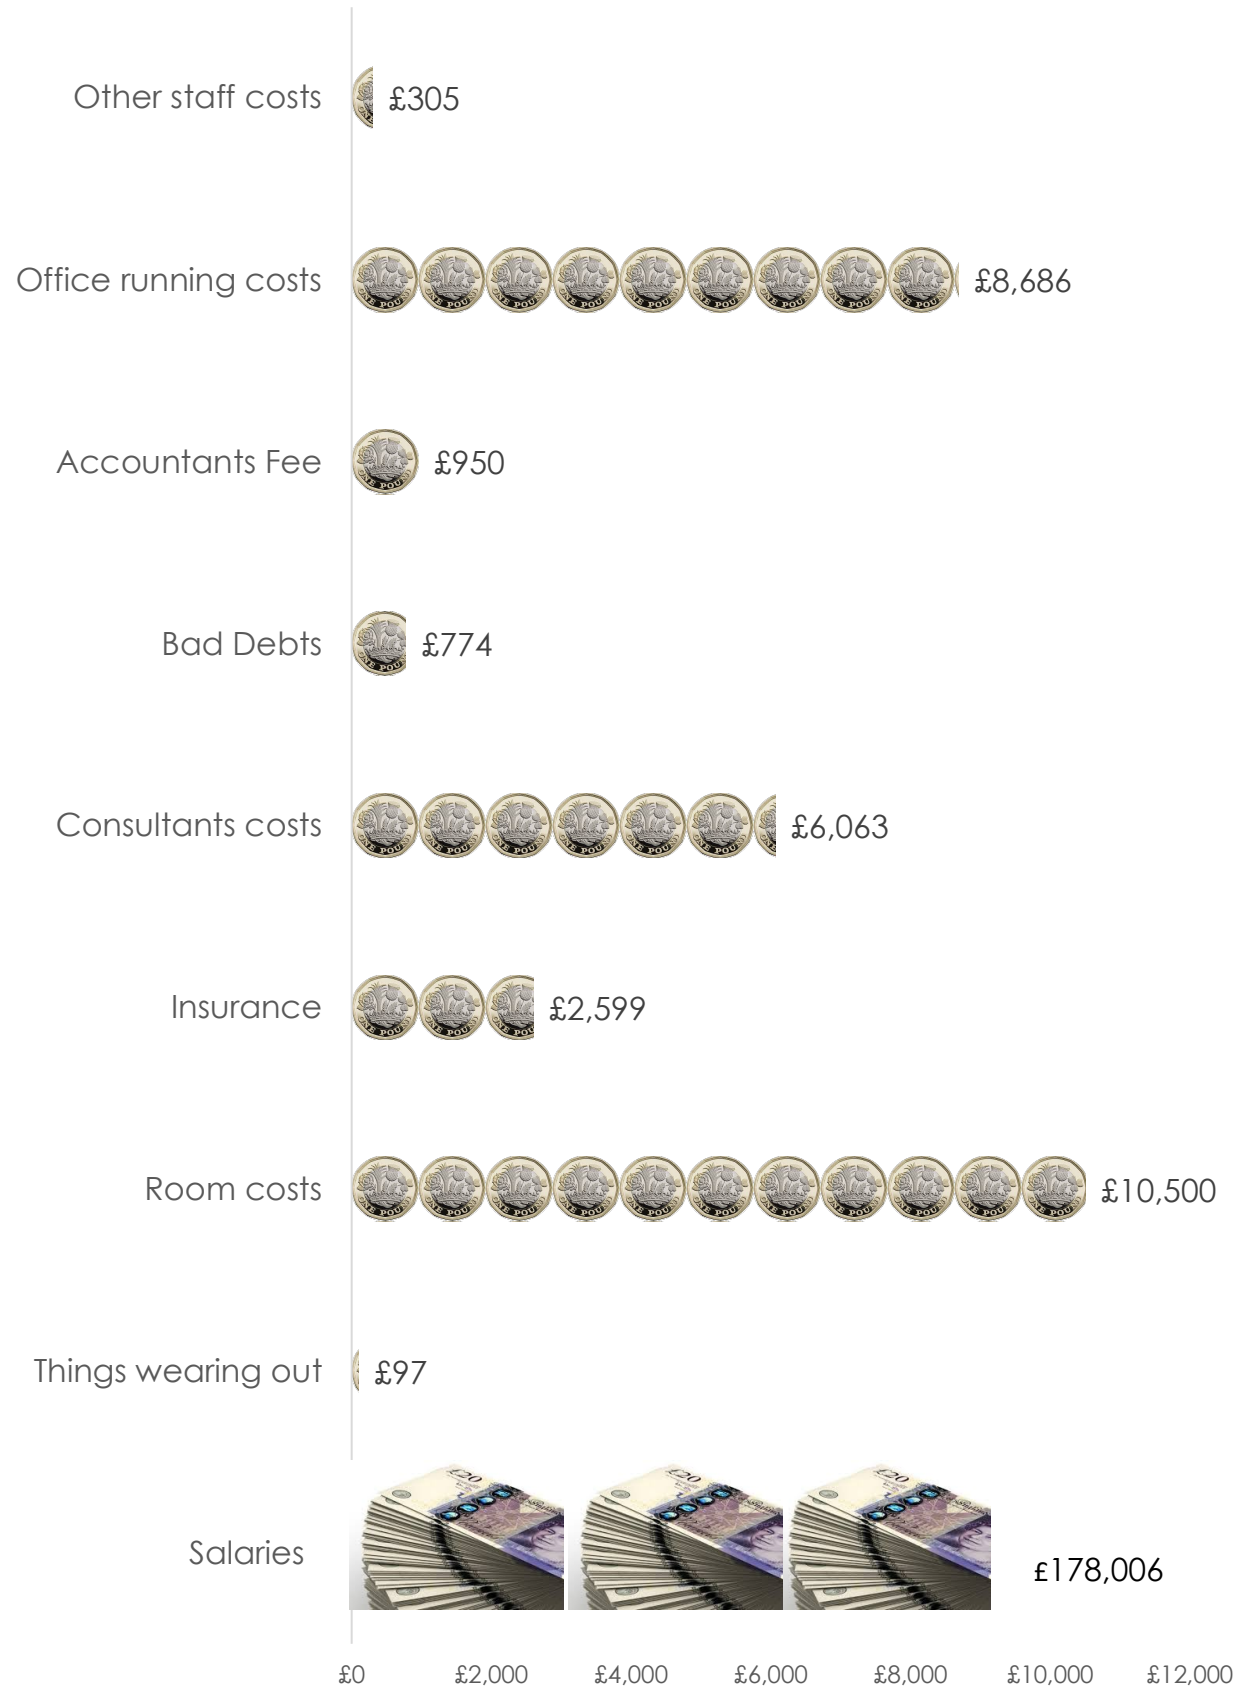 Other staff costs £305
Office running costs £8,686
Accountants Fee £950
Bad Debts £774
Consultants costs £6,063
Insurance £2,599
Room costs £10,500
Things wearing out £97
Salaries £178,006
£0 £2,000 £4,000 £6,000 £8,000 £10,000 £12,000